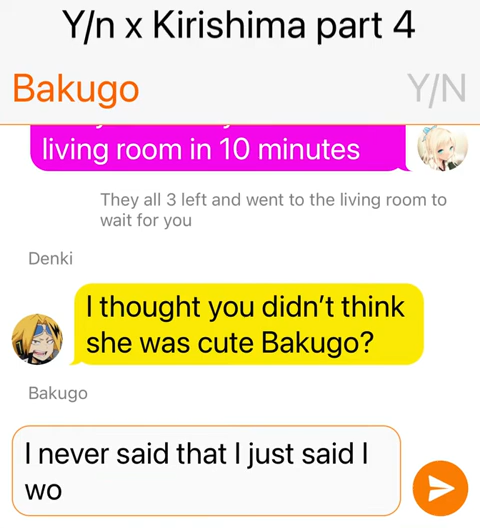 Y/n x Kirishima part 4
Bakugo
Y/N
living room in 10 minutes
They all 3 left and went to the living room to
wait for you
Denki
I thought you didn't think
she was cute Bakugo?
Bakugo
I never said that I just said I
wo